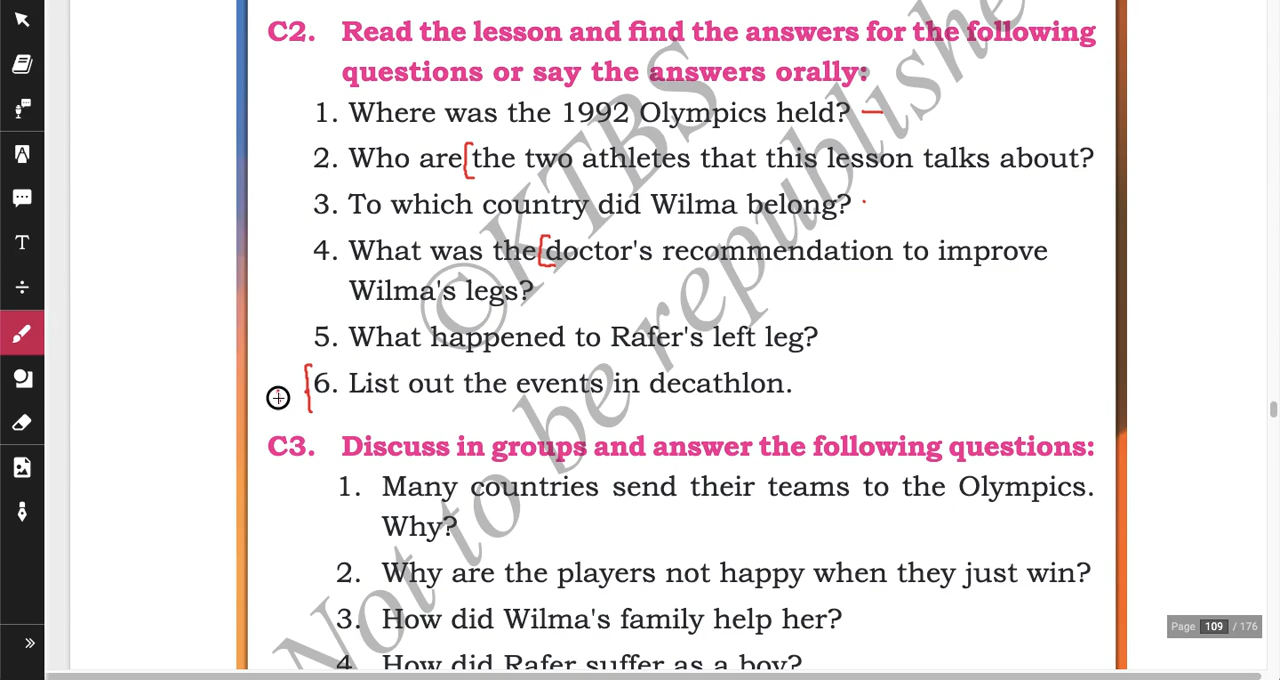 C2. Read the lesson and find the answers for the following
questions or say the answers orally:
1. Where was the 1992 Olympics held?
2. Who are the two athletes that this lesson talks about?
3. To which country did Wilma belong?
4. What was the doctor's recommendation to improve
Wilma's legs?
5. What happened to Rafer's left leg?
6. List out the events in decathlon.
C3. Discuss in groups and answer the following questions:
1. Many countries send their teams to the Olympics.
Why?
2. Why are the players not happy when they just win?
3. How did Wilma's family help her?
4. How did Rafer suffer as a boy?
©KTBS
Not to be republishe
Page 109 / 176